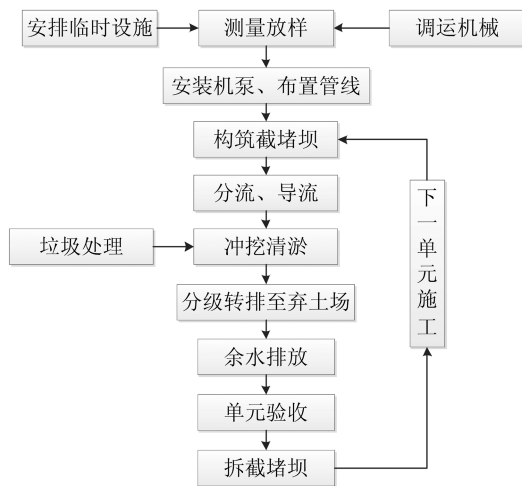 安排临时设施
测量放样
调运机械
安装机泵、布置管线
构筑截堵坝
分流、导流
垃圾处理
冲挖清淤
分级转排至弃土场
余水排放
单元验收
拆截堵坝
下一单元施工